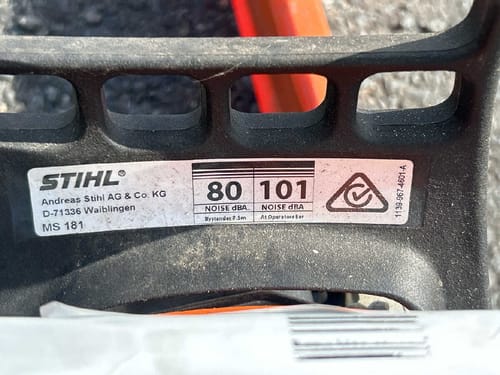 STIHL®
Andreas Stihl AG & Co. KG
D-71336 Waiblingen
MS 181
80
NOISE dBA
Bystander 7.5m
101
NOISE dBA
At Operators Ear
1139-967-4601-A